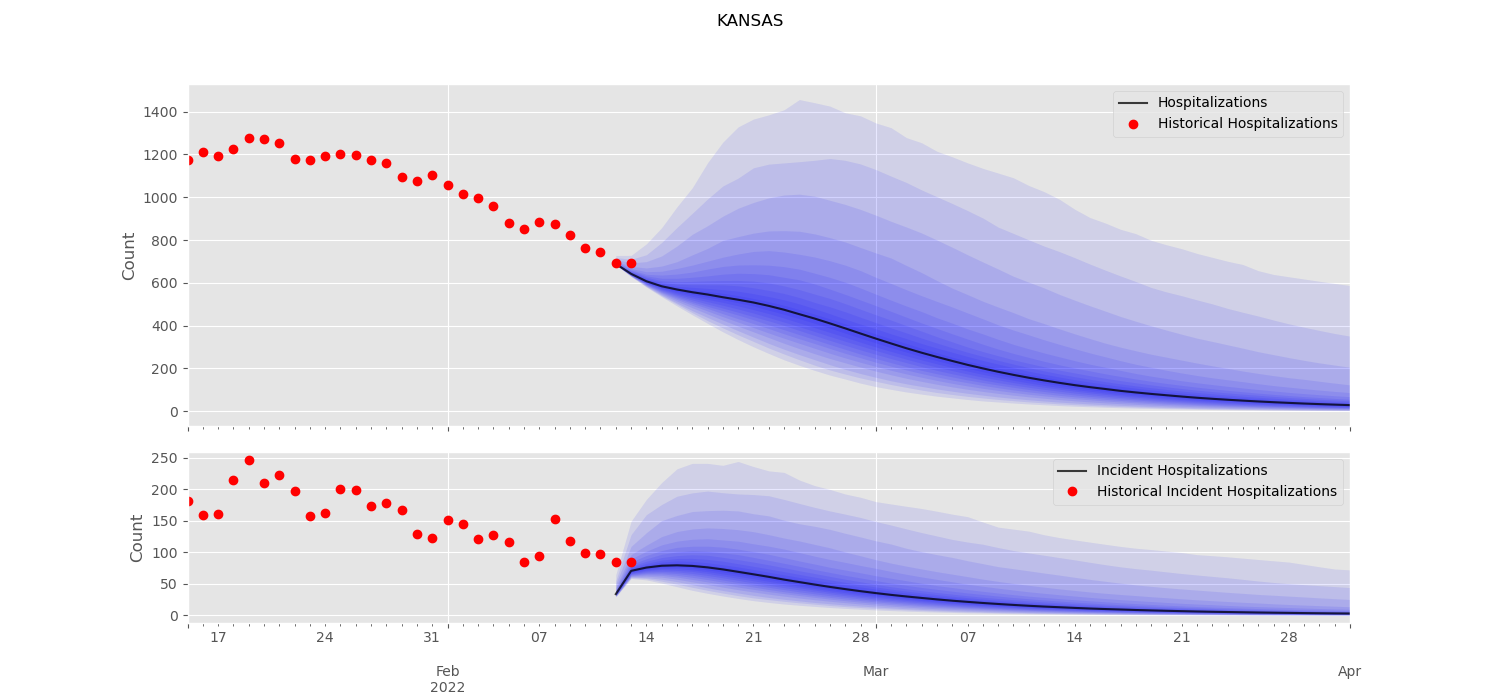 KANSAS
Hospitalizations
Historical Hospitalizations
1400
1200
1000
800
600
400
200
0
Count
Incident Hospitalizations
Historical Incident Hospitalizations
250
200
150
100
50
0
Count
17 24 31 07 14 21 28 07 14 21 28
Feb Mar Apr
2022